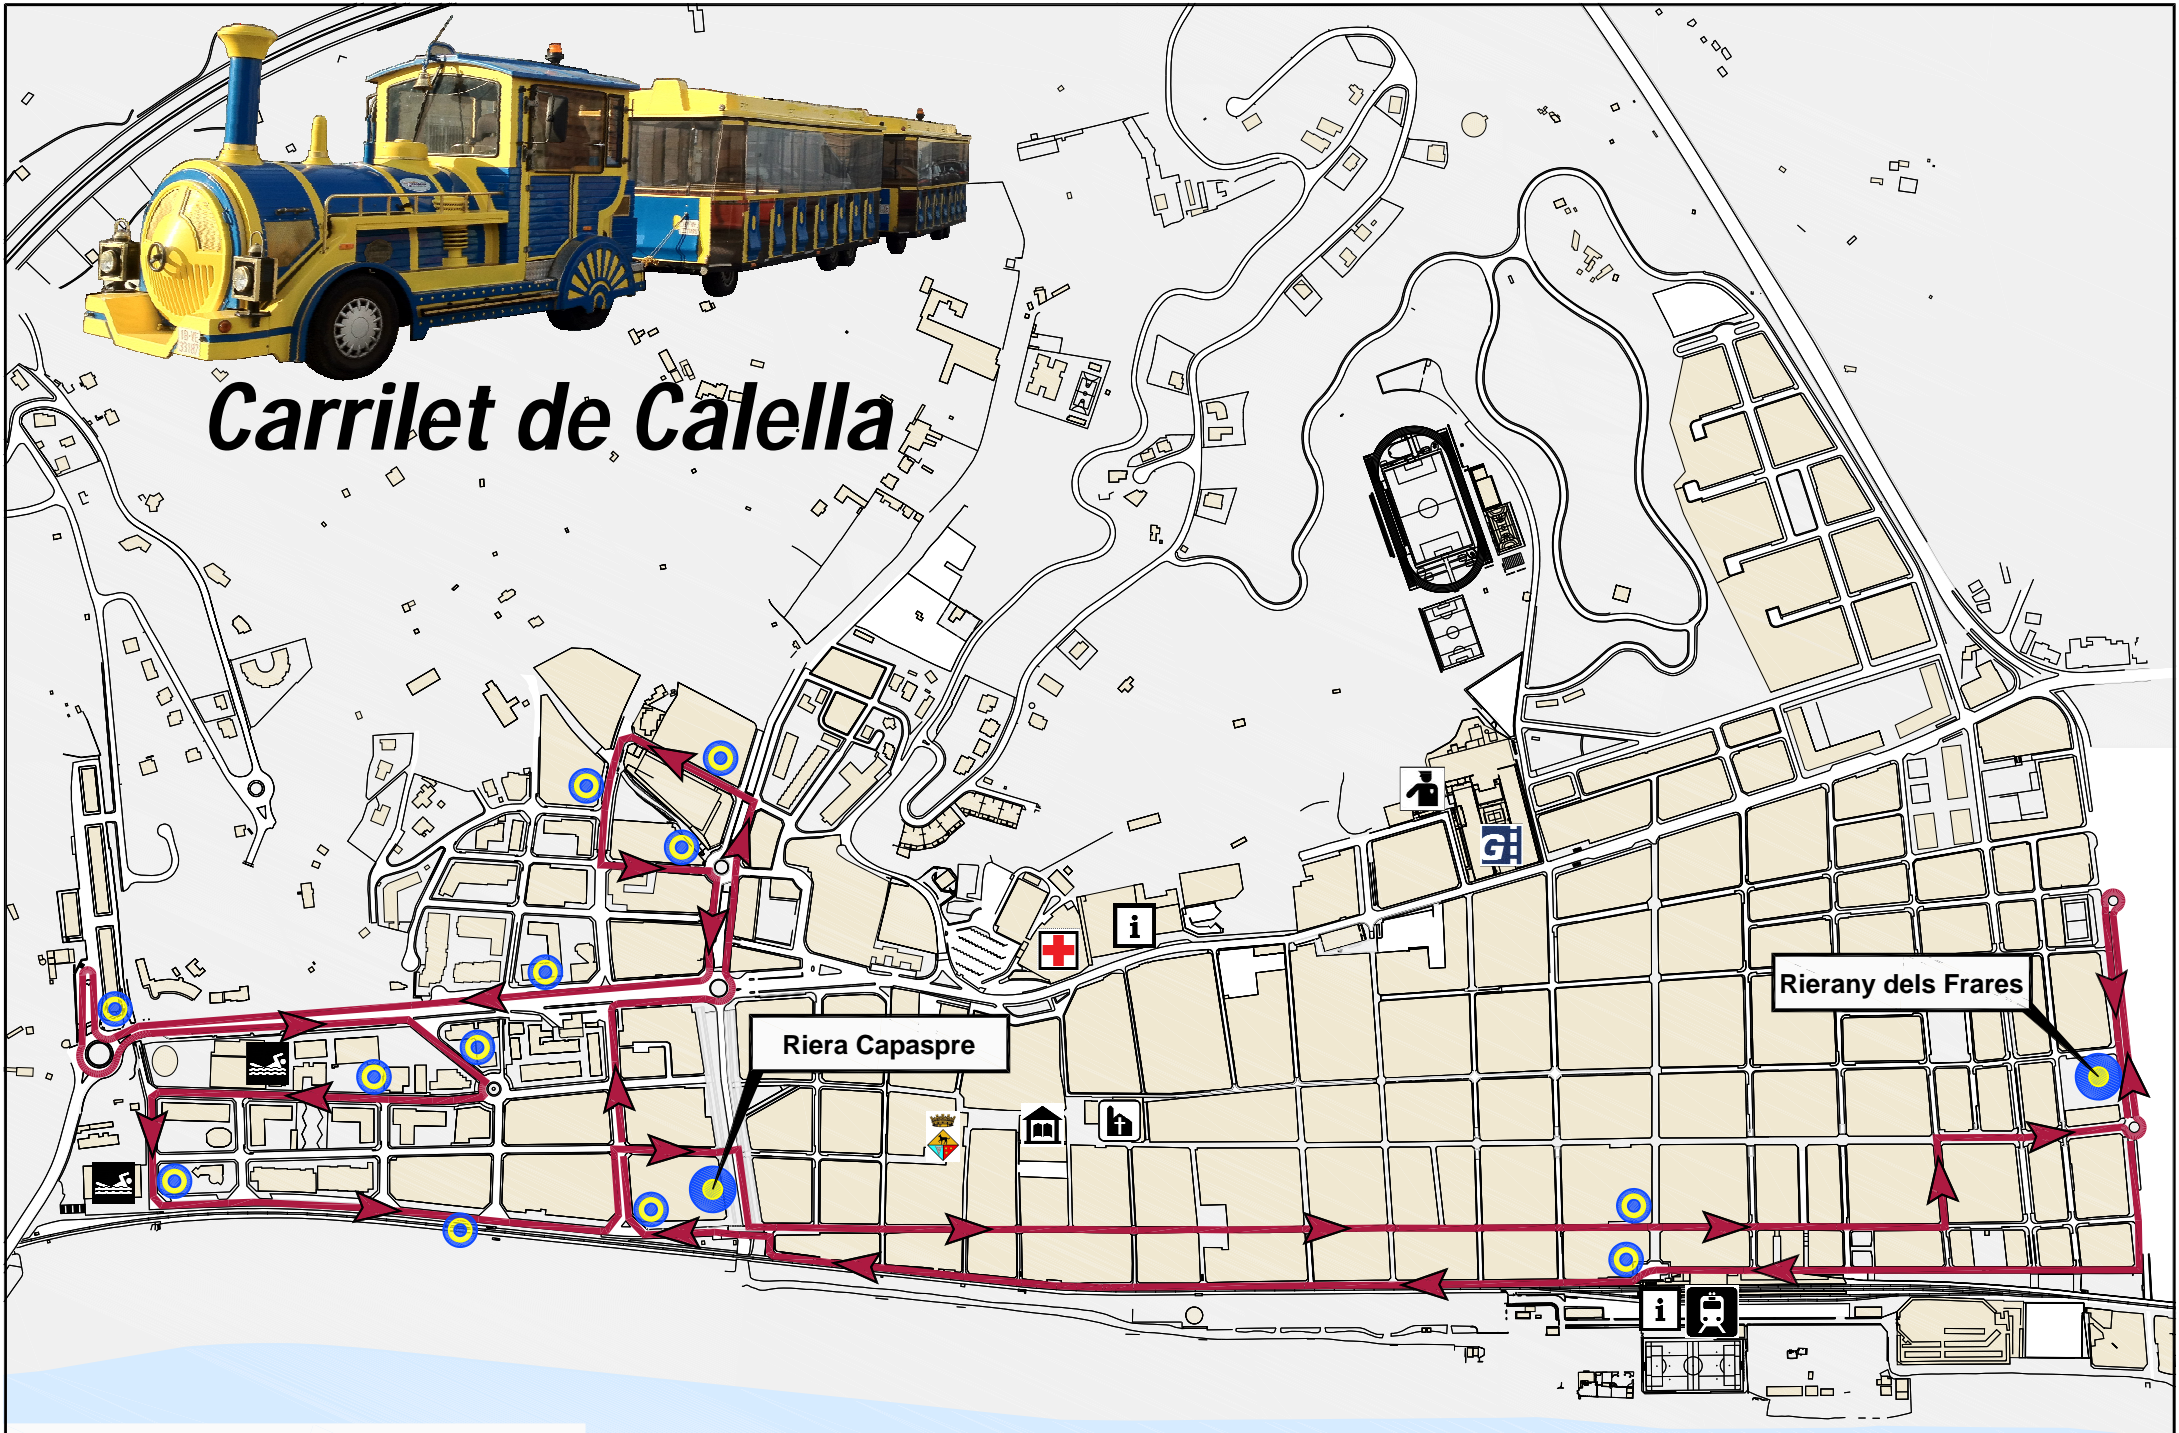 Carrilet de Calella
i
G
Rierany dels Frares
Riera Capaspre
i